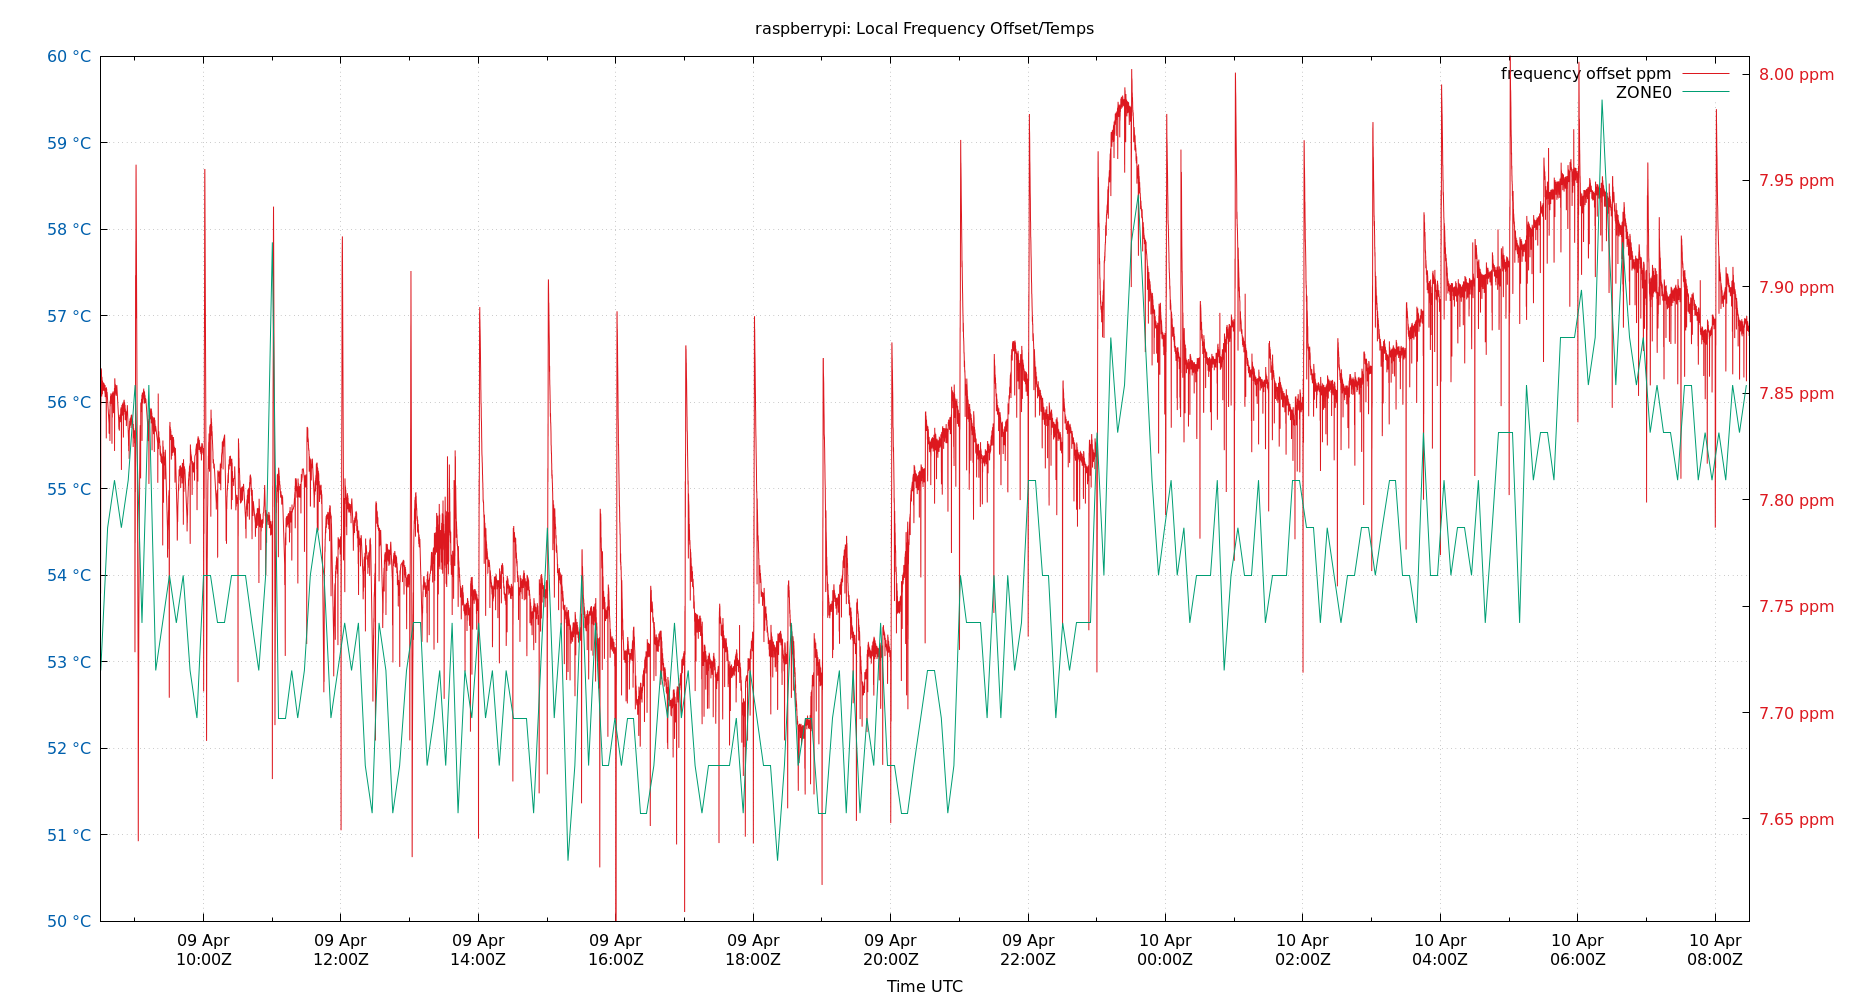 raspberrypi: Local Frequency Offset/Temps
60 °C
59 °C
58 °C
57 °C
56 °C
55 °C
54 °C
53 °C
52 °C
51 °C
50 °C
frequency offset ppm
ZONE0
8.00 ppm
7.95 ppm
7.90 ppm
7.85 ppm
7.80 ppm
7.75 ppm
7.70 ppm
7.65 ppm
09 Apr
10:00Z
09 Apr
12:00Z
09 Apr
14:00Z
09 Apr
16:00Z
09 Apr
18:00Z
09 Apr
20:00Z
09 Apr
22:00Z
10 Apr
00:00Z
10 Apr
02:00Z
10 Apr
04:00Z
10 Apr
06:00Z
10 Apr
08:00Z
Time UTC